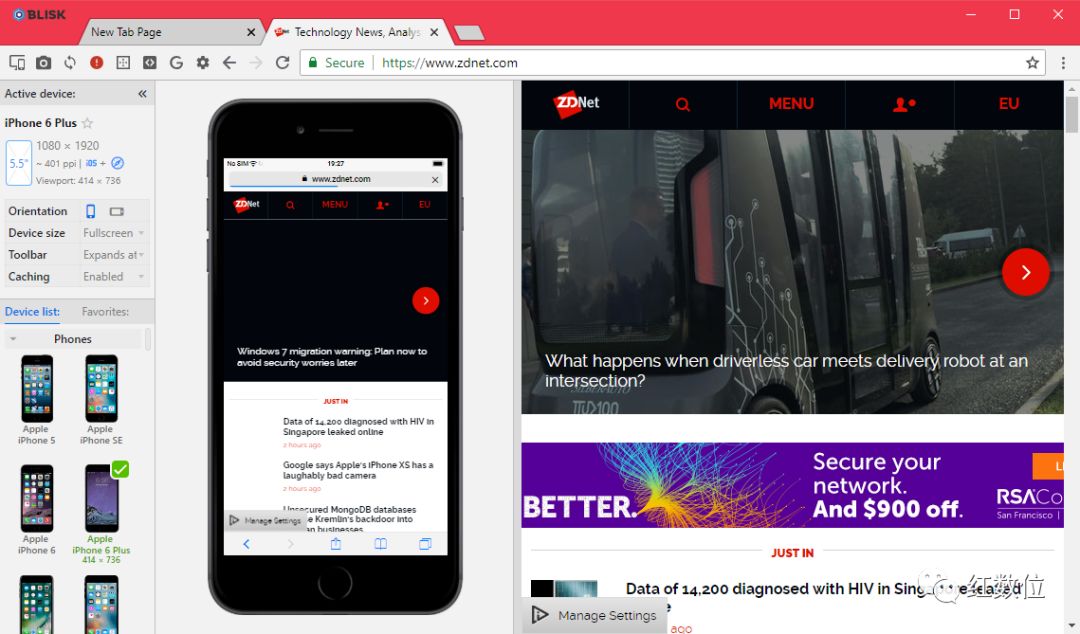 BLISK
New Tab Page
Technology News, Analys
Secure
https://www.zdnet.com
Active device:
iPhone 6 Plus
5.5"
1080 × 1920
~ 401 ppi | iOS +
Viewport: 414 × 736
Orientation
Device size
Fullscreen
Toolbar
Expands at
Caching
Enabled
Device list:
Favorites:
Phones
Apple
iPhone 5
Apple
iPhone SE
Apple
iPhone 6
Apple
iPhone 6 Plus
414 × 736
No SIM
19:27
www.zdnet.com
ZDNet
MENU
EU
Windows 7 migration warning: Plan now to
avoid security worries later
JUST IN
Data of 14,200 diagnosed with HIV in
Singapore leaked online
2 hours ago
Google says Apple's iPhone XS has a
laughably bad camera
2 hours ago
Unsecured MongoDB databases
e Kremlin's backdoor into
n businesses
Manage Settings
ZDNet
MENU
EU
What happens when driverless car meets delivery robot at an
intersection?
BETTER.
Secure your
network.
And $900 off.
RSACo
San Francisco |
JUST IN
Data of 14,200 diagnosed with HIV in Singapore leaked
e
Manage Settings
ago
红数位